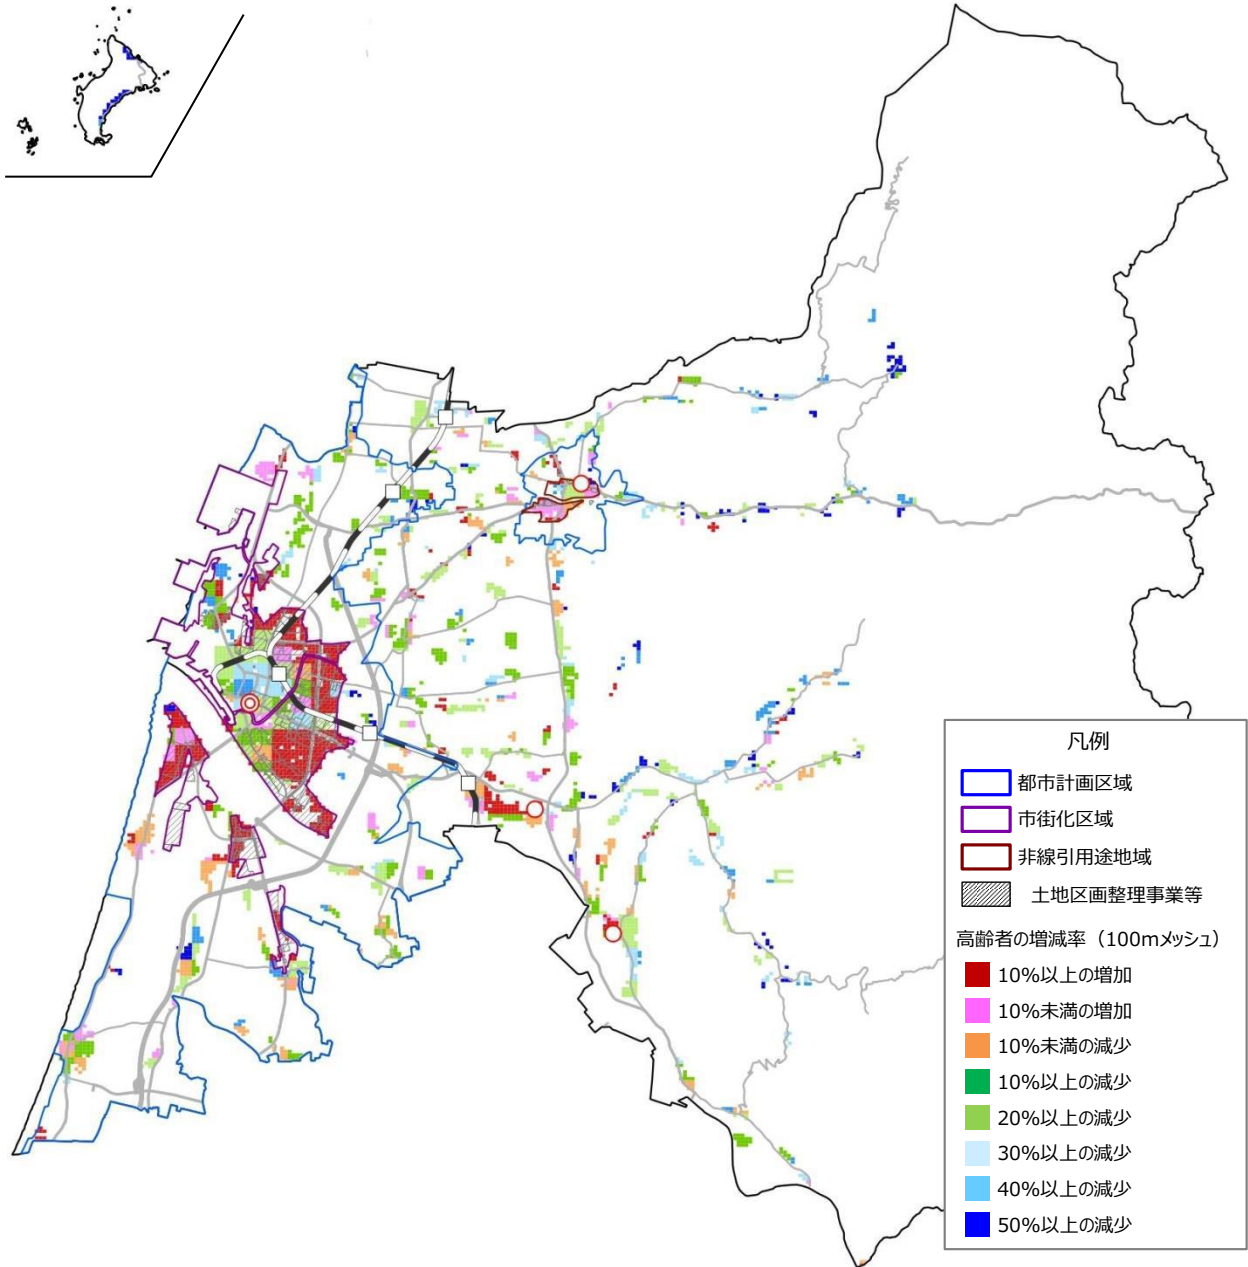 凡例
都市計画区域
市街化区域
非線引用途地域
土地区画整理事業等
高齢者の増減率（100mメッシュ）
10%以上の増加
10%未満の増加
10%未満の減少
10%以上の減少
20%以上の減少
30%以上の減少
40%以上の減少
50%以上の減少